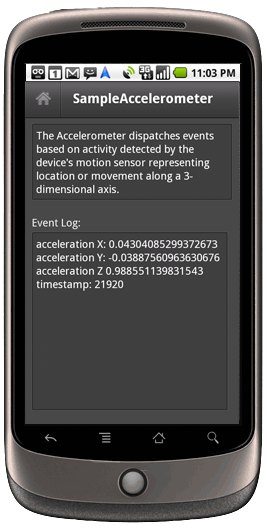 11:03 PM
SampleAccelerometer
The Accelerometer dispatches events
based on activity detected by the
device's motion sensor representing
location or movement along a 3-
dimensional axis.
Event Log:
acceleration X: 0.04304085299372673
acceleration Y: -0.03887560963630676
acceleration Z 0.988551139831543
timestamp: 21920